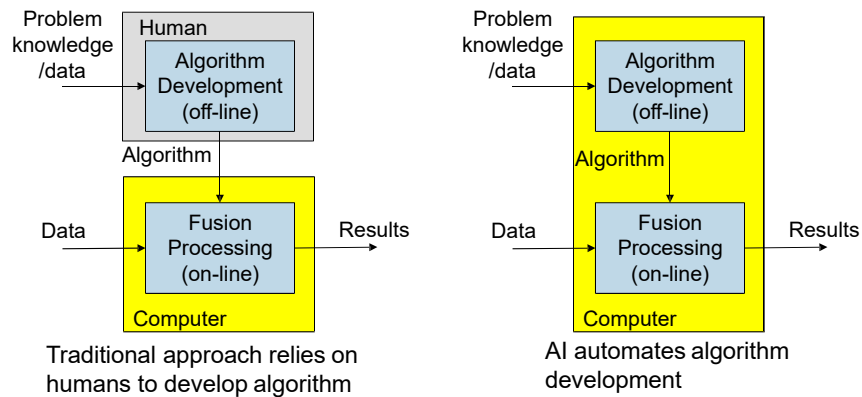 Problem
knowledge
/data
Human
Algorithm
Development
(off-line)
Algorithm
Data
Fusion
Processing
(on-line)
Results
Computer
Traditional approach relies on
humans to develop algorithm
Problem
knowledge
/data
Algorithm
Development
(off-line)
Algorithm
Data
Fusion
Processing
(on-line)
Results
Computer
AI automates algorithm
development